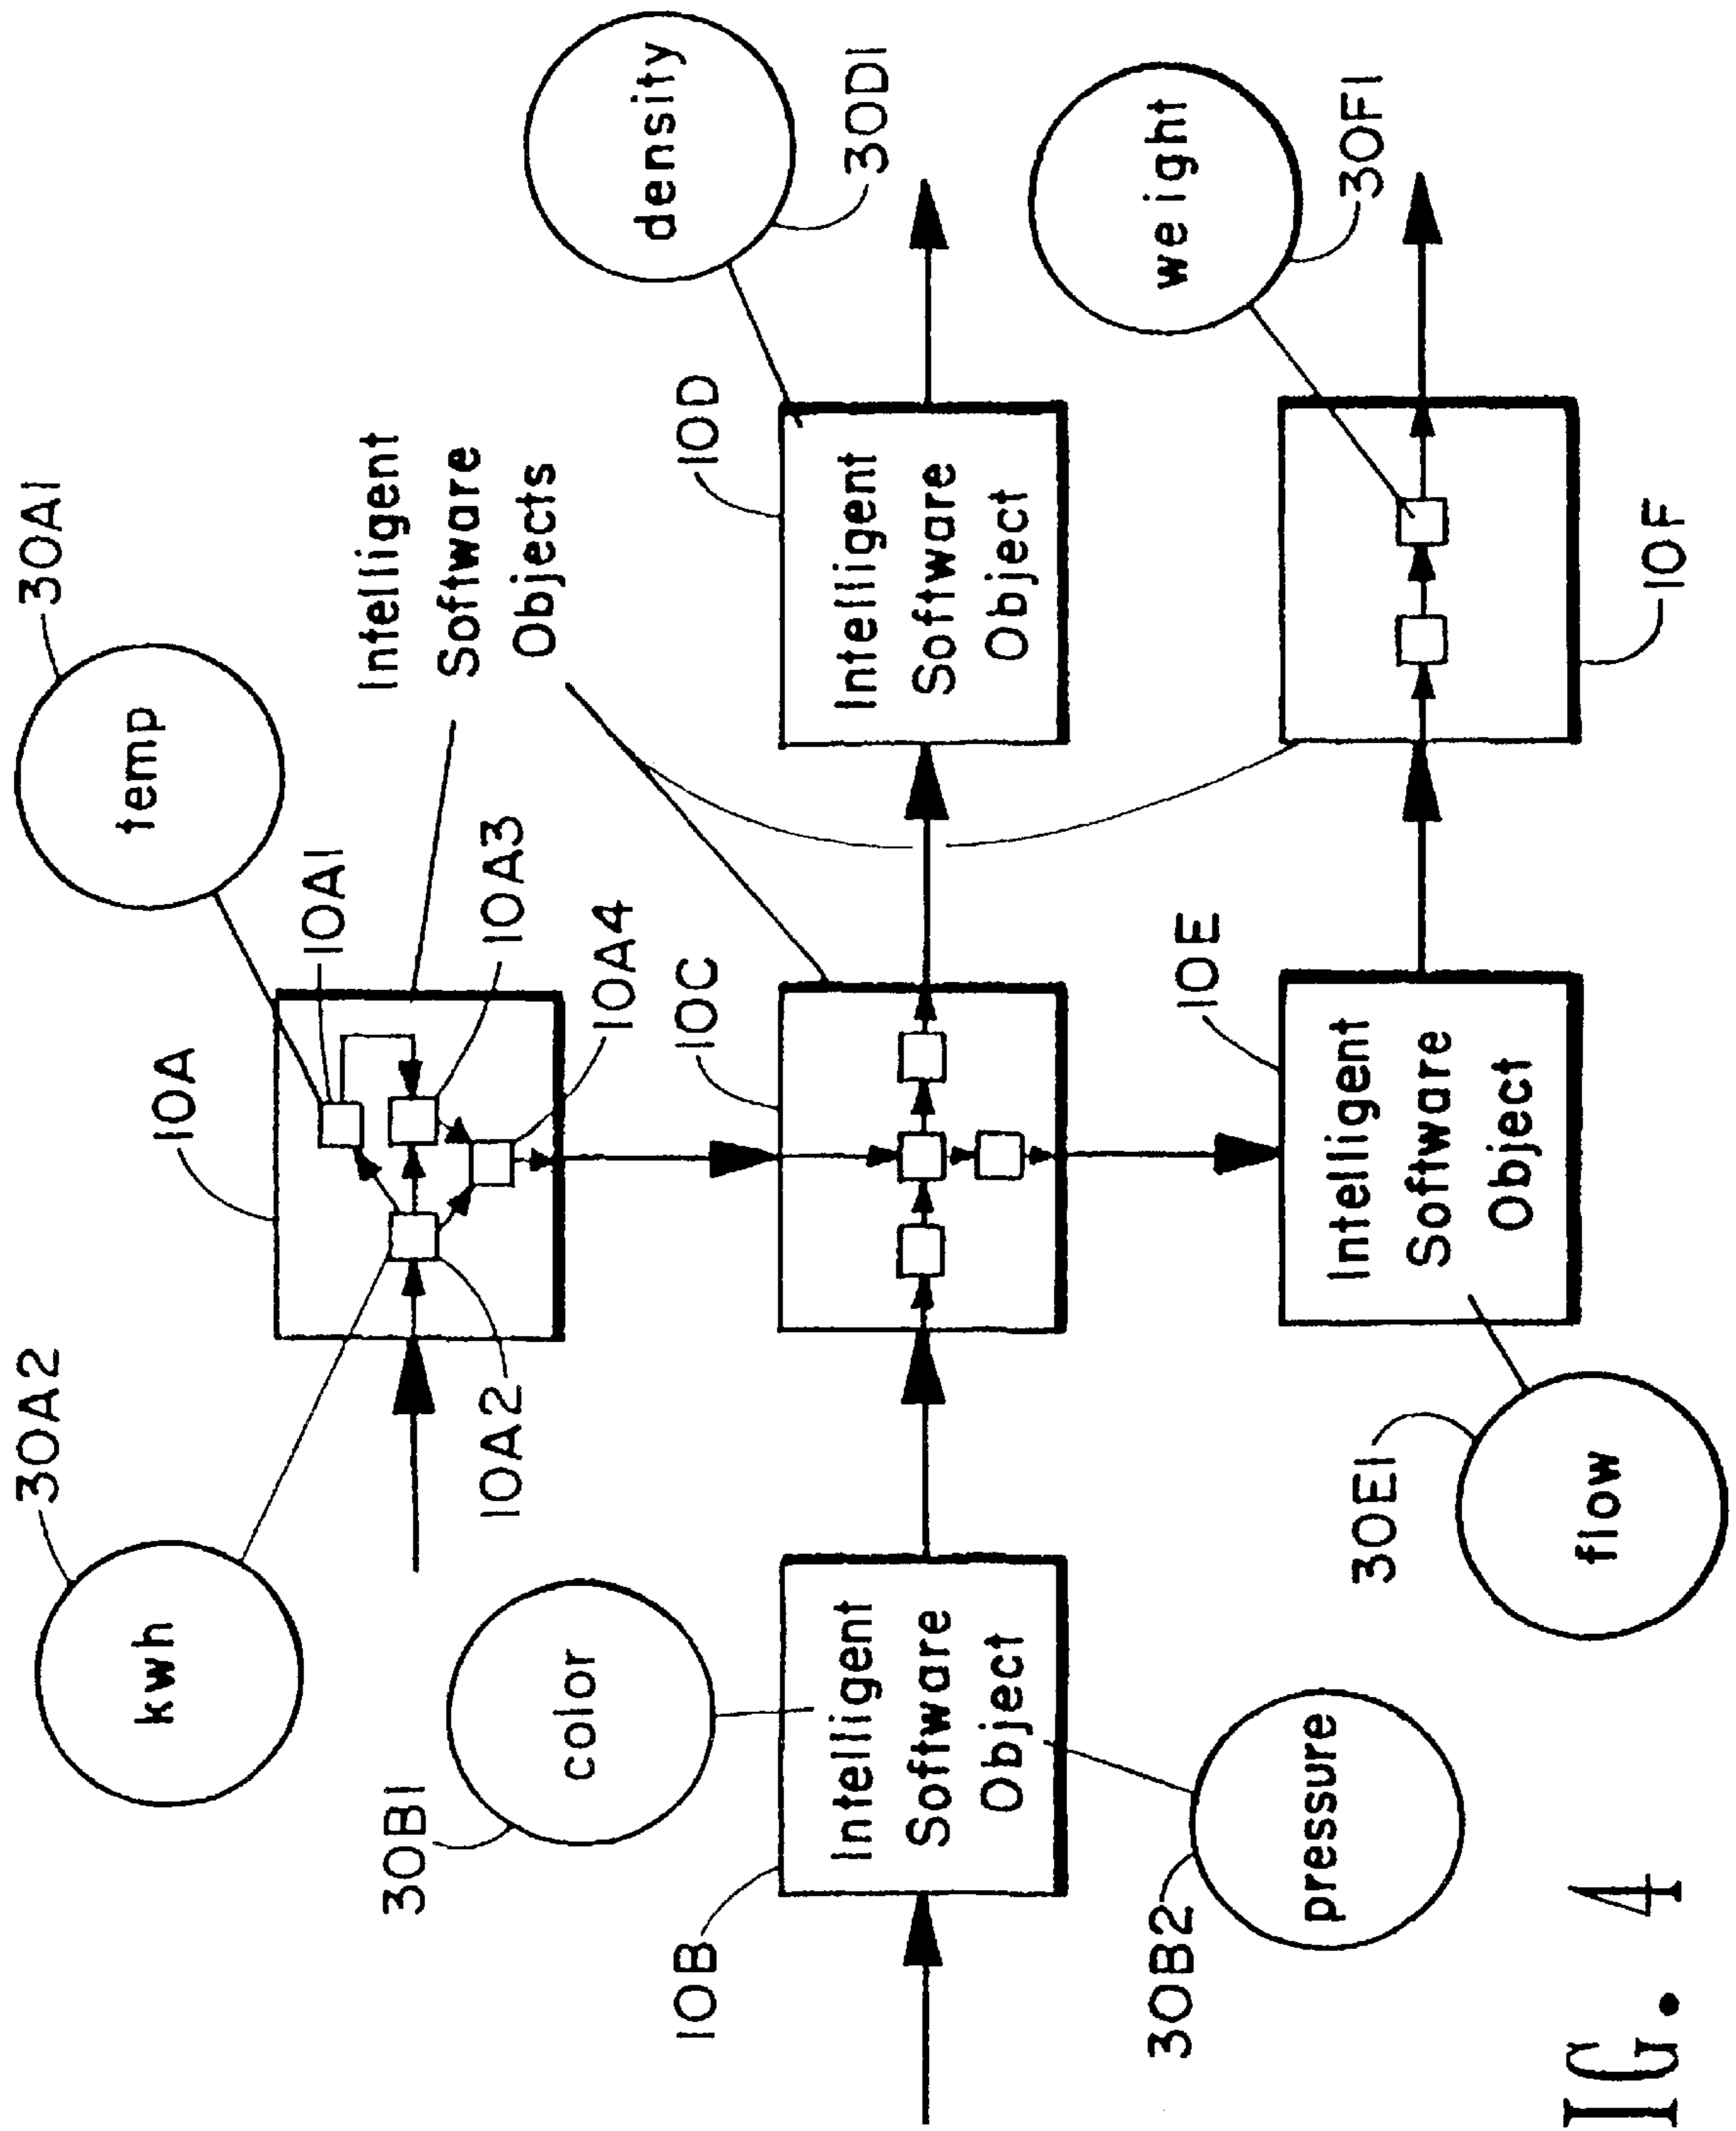 30A2
30A1
kwh
temp
10A
10A1
Intelligent
Software
Objects
30B1
10A2
10A3
color
10A4
density
10B
10C
10D
Intelligent
Software
Object
Intelligent
Software
Object
30D1
30B2
10E
weight
pressure
Intelligent
Software
Object
30F1
30E1
flow
10F
IG. 4